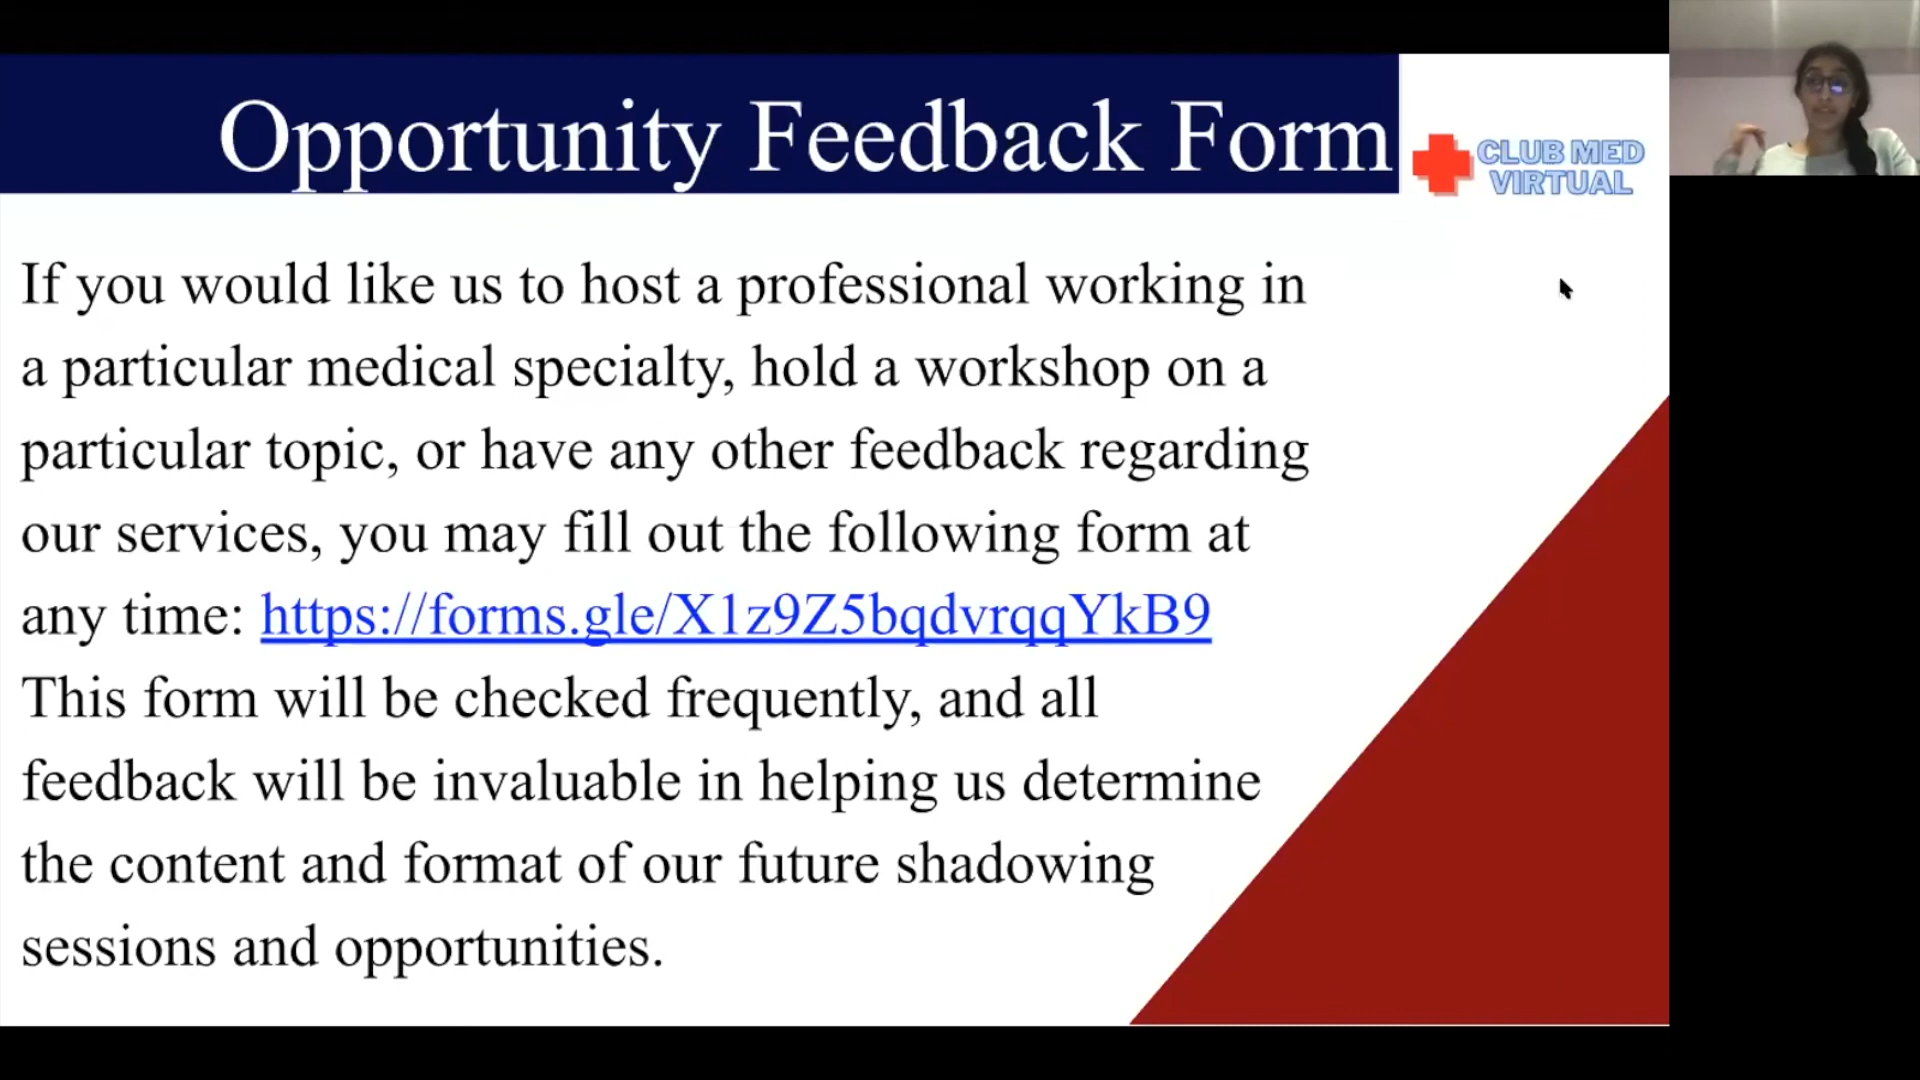 Opportunity Feedback Form
CLUB MED
VIRTUAL
If you would like us to host a professional working in
a particular medical specialty, hold a workshop on a
particular topic, or have any other feedback regarding
our services, you may fill out the following form at
any time: https://forms.gle/X1z9Z5bqdvrqqYkB9
This form will be checked frequently, and all
feedback will be invaluable in helping us determine
the content and format of our future shadowing
sessions and opportunities.